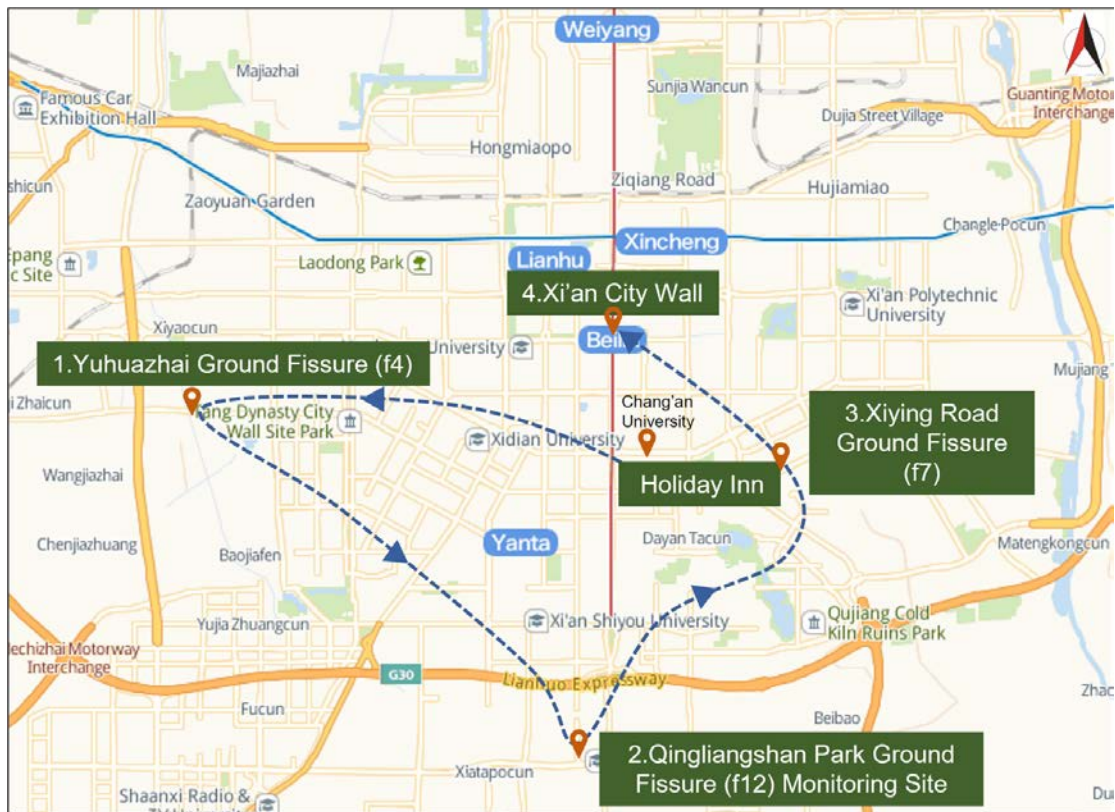 Weiyang
Majiazhai
Sunjia Wancun
Famous Car
Exhibition Hall
Guanting Motor
Interchange
Dujia Street Village
Hongmiaopo
shicun
Ziqiang Road
Hujiamiao
Zaoyuan Garden
Changle Pocun
Xincheng
Epang
c Site
Laodong Park
Lianhu
4.Xi'an City Wall
Xi'an Polytechnic
University
Xiyaocun
University
Beili
1.Yuhuazhai Ground Fissure (f4)
Mujiang T
ji Zhaicun
Tang Dynasty City
Wall Site Park
Chang'an
University
3.Xiying Road
Ground Fissure
(f7)
Xidian University
Wangjiazhai
Holiday Inn
Chenjiazhuang
Yanta
Dayan Tacun
Matengkongcun
Baojiafen
Yujia Zhuangcun
Xi'an Shiyou University
Qujiang Cold
Kiln Ruins Park
lechizhai Motorway
Interchange
G30
Lianhuo Expressway
Zhac
Fucun
Beibao
2.Qingliangshan Park Ground
Fissure (f12) Monitoring Site
Xiatapocun
Shaanxi Radio &
Du